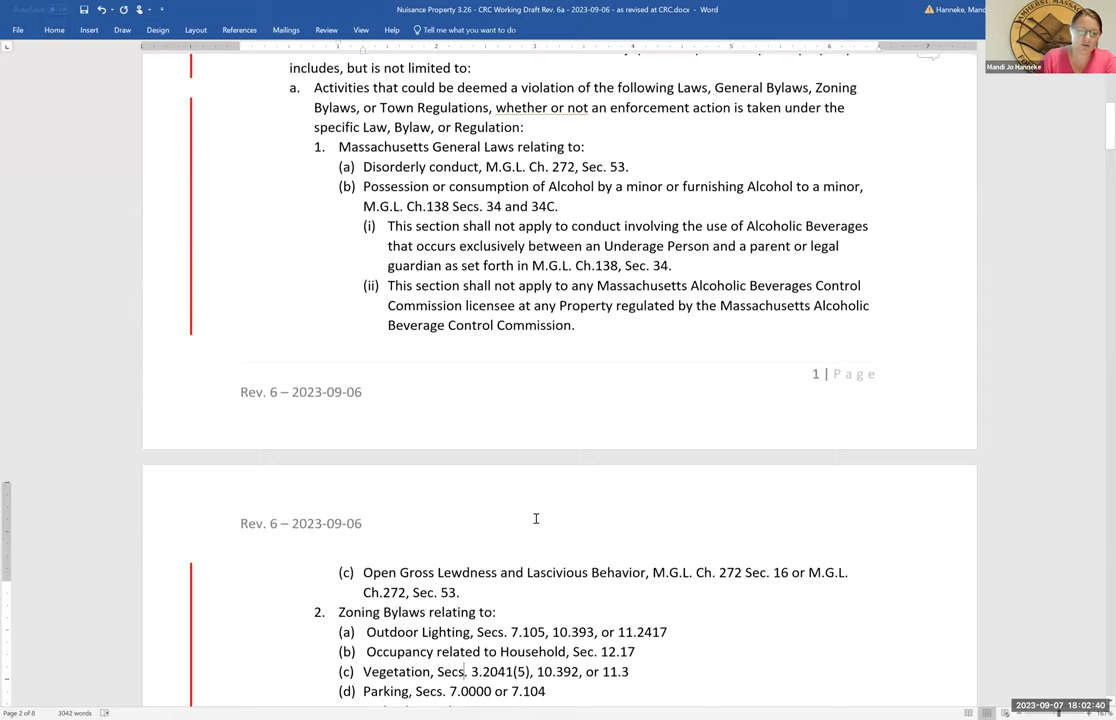 Nuisance Property 3.26 - CRC Working Draft Rev. 6a - 2023-09-06 - as revised at CRC.docx - Word
Hanneke, Mandi
File Home Insert Draw Design Layout References Mailings Review View Help Tell me what you want to do
Mandi Jo Hanneke
includes, but is not limited to:
a. Activities that could be deemed a violation of the following Laws, General Bylaws, Zoning
Bylaws, or Town Regulations, whether or not an enforcement action is taken under the
specific Law, Bylaw, or Regulation:
1. Massachusetts General Laws relating to:
(a) Disorderly conduct, M.G.L. Ch. 272, Sec. 53.
(b) Possession or consumption of Alcohol by a minor or furnishing Alcohol to a minor,
M.G.L. Ch.138 Secs. 34 and 34C.
(i) This section shall not apply to conduct involving the use of Alcoholic Beverages
that occurs exclusively between an Underage Person and a parent or legal
guardian as set forth in M.G.L. Ch.138, Sec. 34.
(ii) This section shall not apply to any Massachusetts Alcoholic Beverages Control
Commission licensee at any Property regulated by the Massachusetts Alcoholic
Beverage Control Commission.
1 | Page
Rev. 6 – 2023-09-06
Rev. 6 – 2023-09-06
(c) Open Gross Lewdness and Lascivious Behavior, M.G.L. Ch. 272 Sec. 16 or M.G.L.
Ch.272, Sec. 53.
2. Zoning Bylaws relating to:
(a) Outdoor Lighting, Secs. 7.105, 10.393, or 11.2417
(b) Occupancy related to Household, Sec. 12.17
(c) Vegetation, Secs. 3.2041(5), 10.392, or 11.3
(d) Parking, Secs. 7.0000 or 7.104
Page 2 of 8 3042 words
2023-09-07 18:02:40